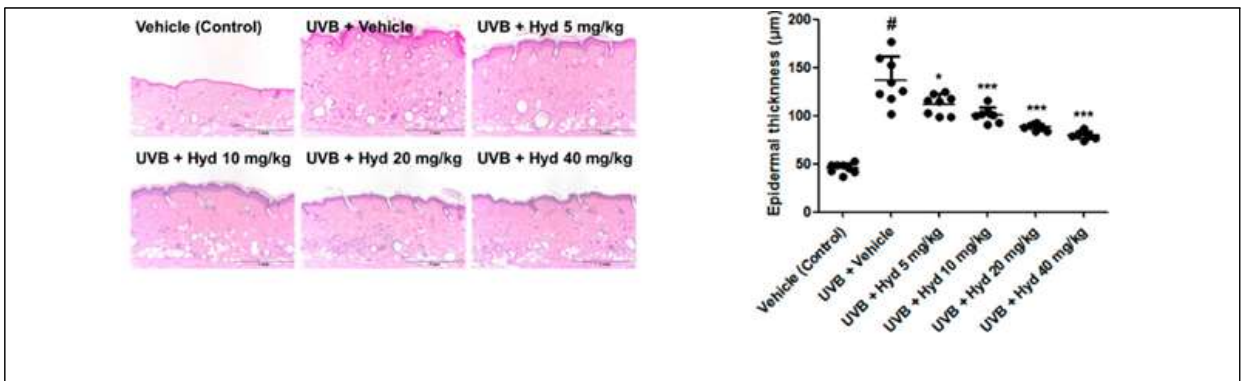 Vehicle (Control)
UVB + Vehicle
UVB + Hyd 5 mg/kg
UVB + Hyd 10 mg/kg
UVB + Hyd 20 mg/kg
UVB + Hyd 40 mg/kg
Epidermal thicknness (µm)
200
150
100
50
0
#
*
***
***
***
Vehicle (Control)
UVB + Vehicle
UVB + Hyd 5 mg/kg
UVB + Hyd 10 mg/kg
UVB + Hyd 20 mg/kg
UVB + Hyd 40 mg/kg